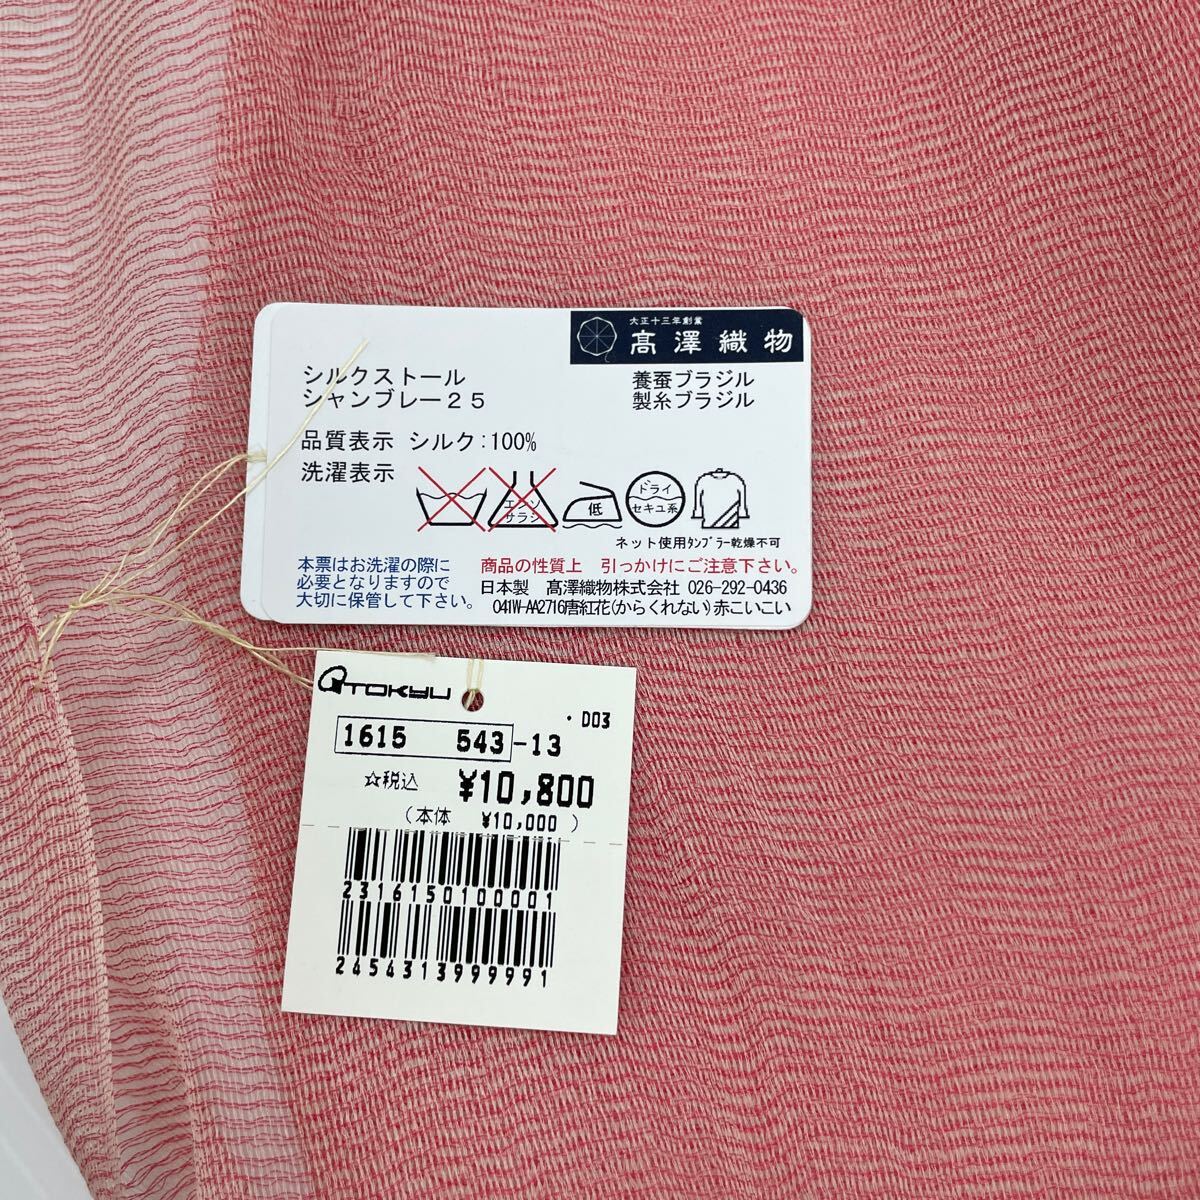 大正十三年創業
髙澤織物
シルクストール
シャンブレー25
養蚕ブラジル
製糸ブラジル
品質表示 シルク:100%
洗濯表示
エンソ
サラシ
低
ドライ
セキユ系
ネット使用ﾀﾝﾌﾞﾗｰ乾燥不可
本票はお洗濯の際に
必要となりますので
大切に保管して下さい。
商品の性質上 引っかけにご注意下さい。
日本製 髙澤織物株式会社 026-292-0436
041W-AA2716唐紅花(からくれない)赤こいこい
TOKYU
・D03
1615 543-13
☆税込 ¥10,800
(本体 ¥10,000)
2316150100001
2454313999991